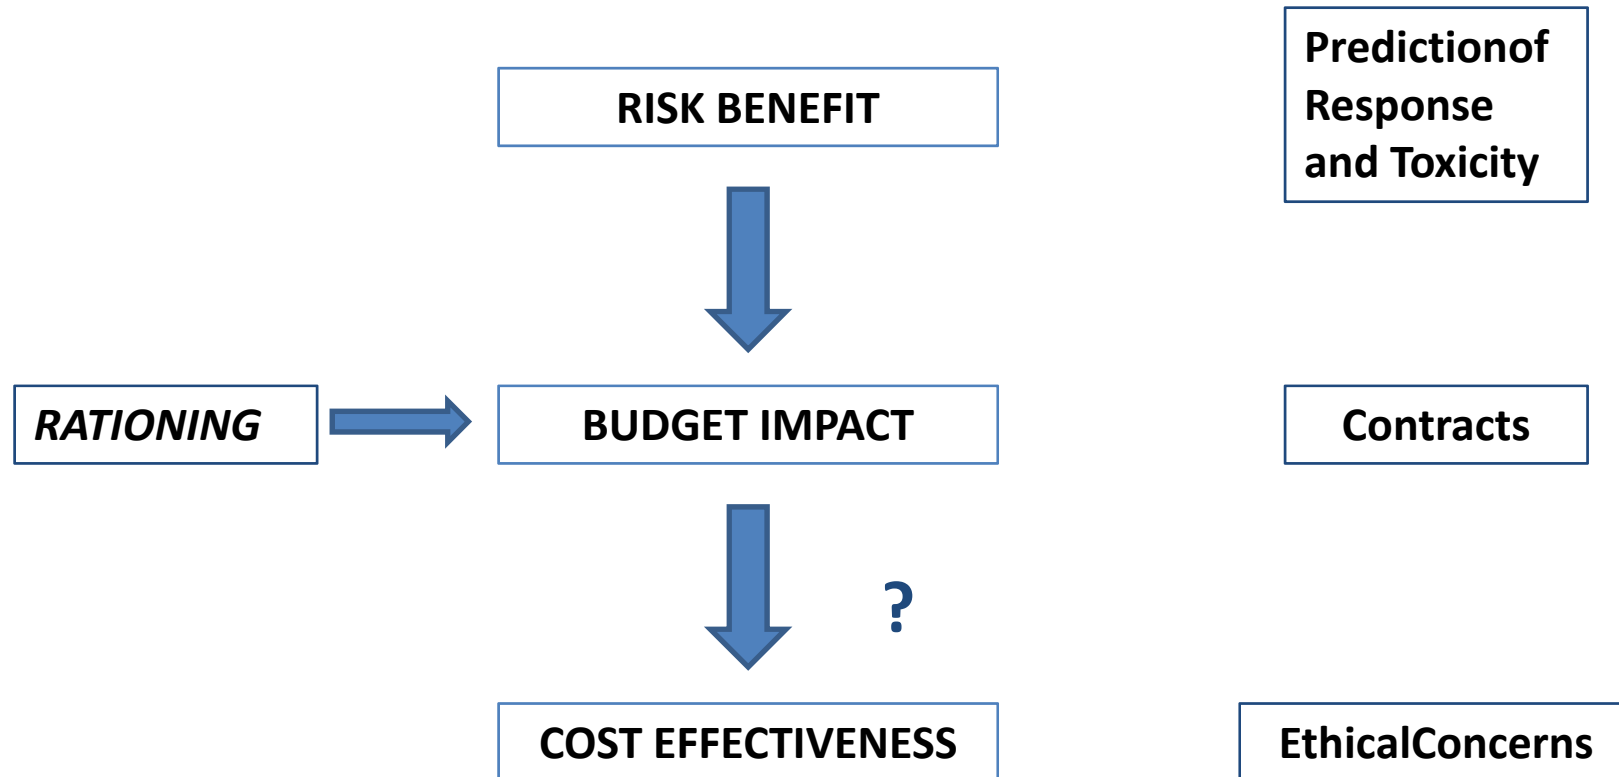 RISK BENEFIT
Predictionof
Response
and Toxicity
RATIONING
BUDGET IMPACT
Contracts
?
COST EFFECTIVENESS
EthicalConcerns